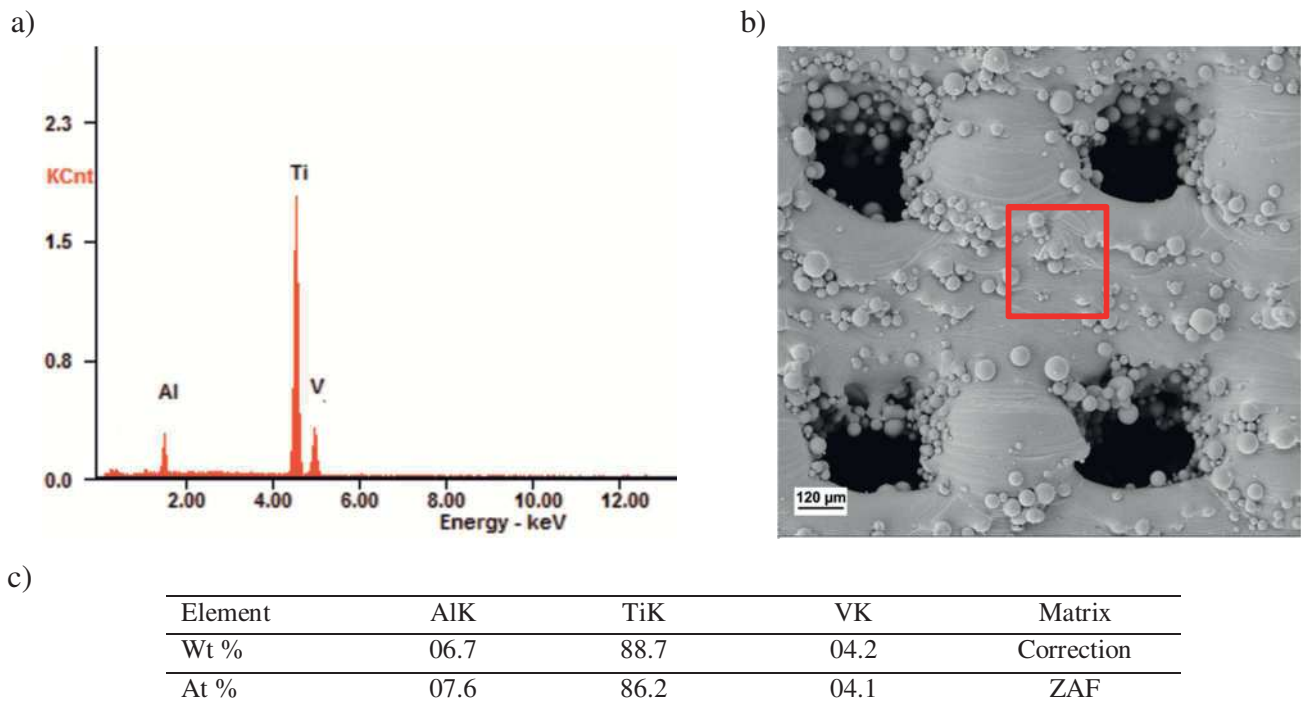 a)
b)
2.3
KCnt
Ti
1.5
0.8
Al
V
0.0
2.00 4.00 6.00 8.00 10.00 12.00
Energy - keV
120 µm
c)
Element AlK TiK VK Matrix
Wt % 06.7 88.7 04.2 Correction
At % 07.6 86.2 04.1 ZAF